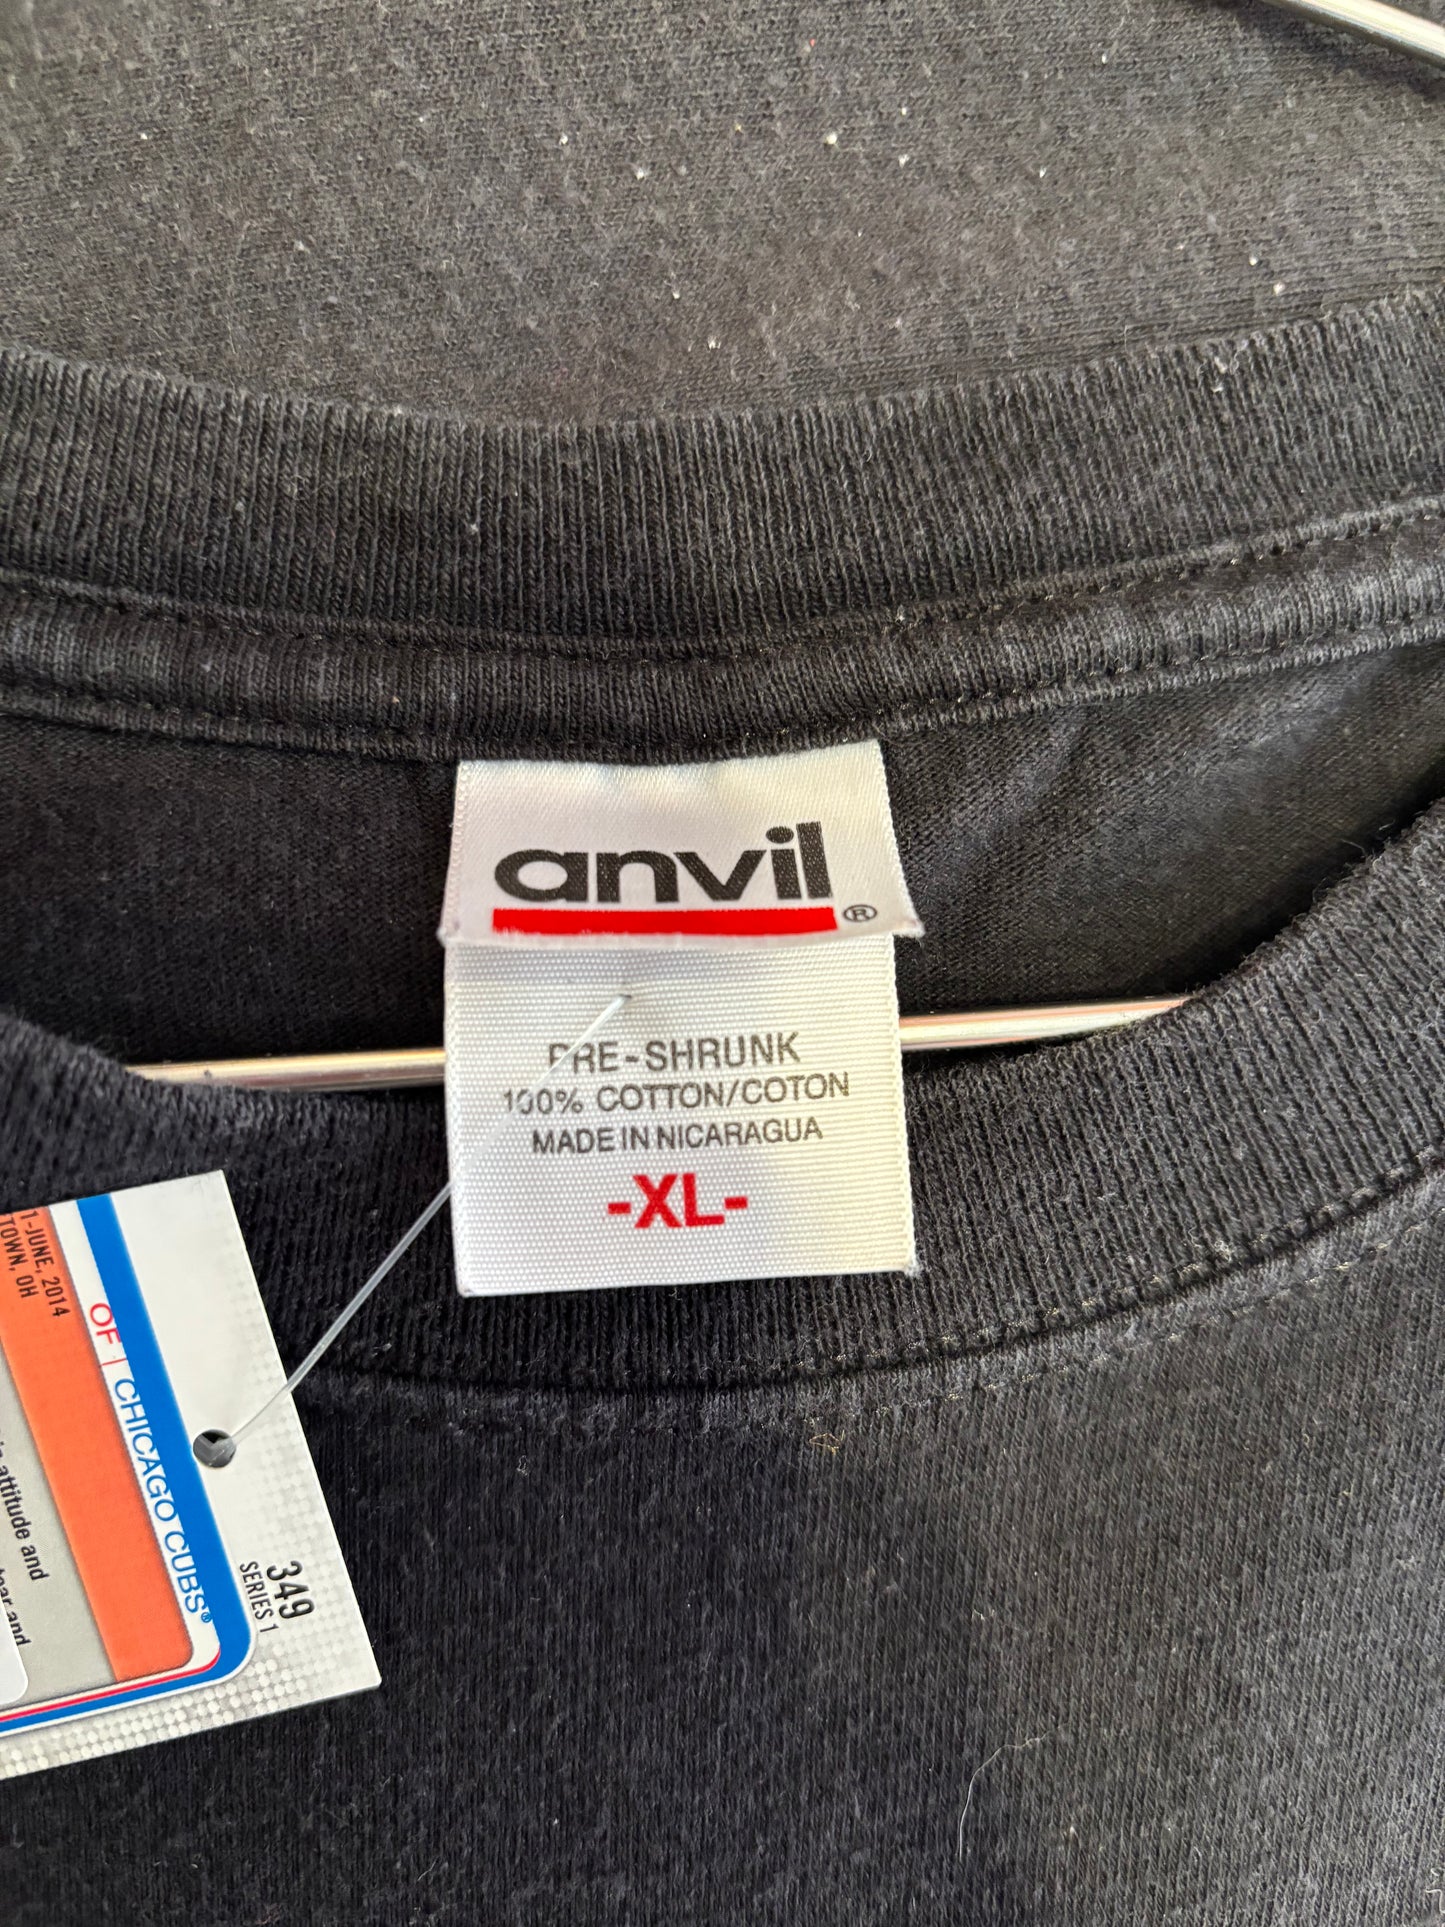 anvil®
PRE-SHRUNK
100% COTTON/COTON
MADE IN NICARAGUA
-XL-
1-JUNE, 2014
TOWN, OH
OF | CHICAGO CUBS®
attitude and
and
349
SERIES 1